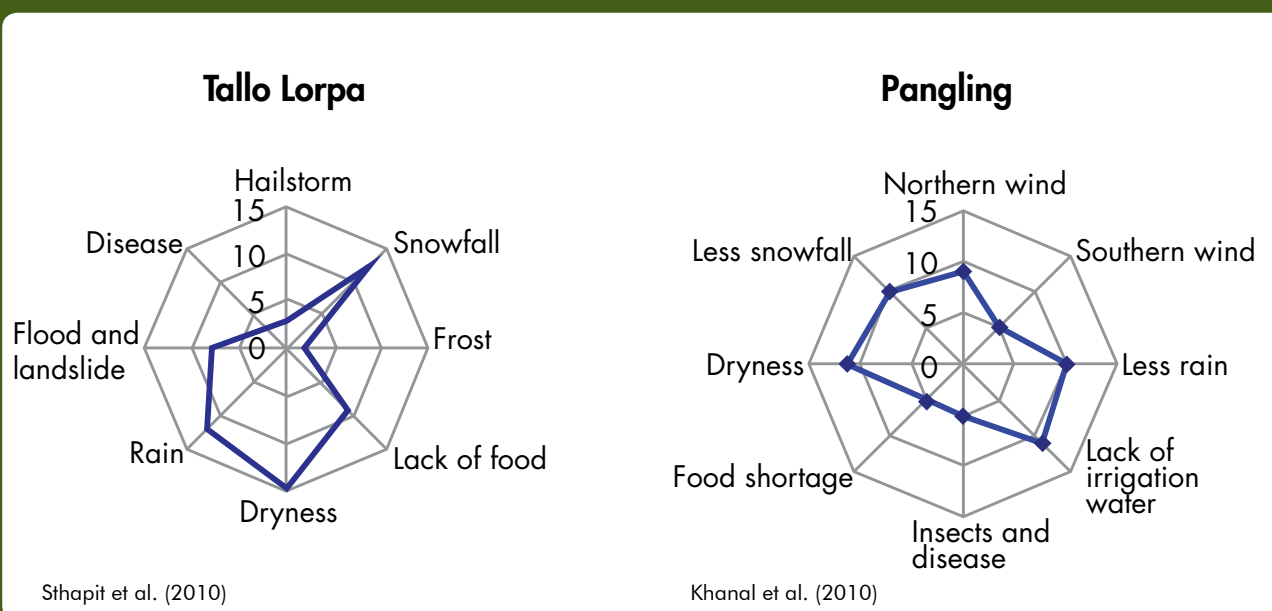 Tallo Lorpa
Hailstorm
15
Disease
Snowfall
10
5
Flood and
landslide
0
Frost
Rain
Lack of food
Dryness
Sthapit et al. (2010)
Pangling
Northern wind
15
Less snowfall
Southern wind
10
5
Dryness
0
Less rain
Lack of
irrigation
water
Food shortage
Insects and
disease
Khanal et al. (2010)